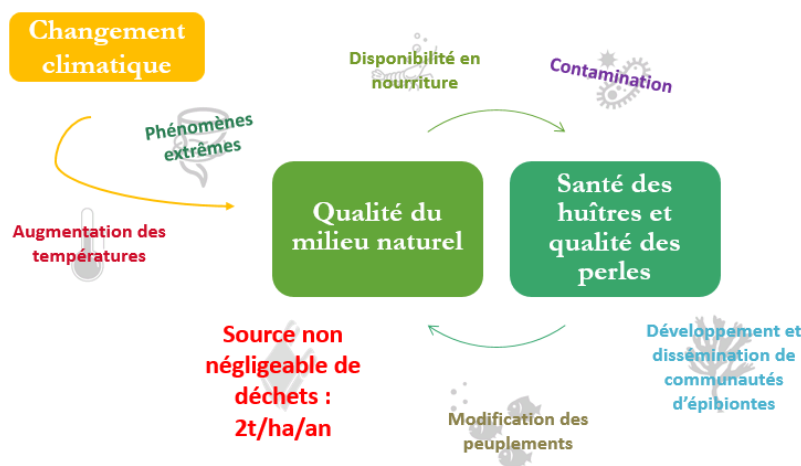 Changement
climatique
Disponibilité en
nourriture
Contamination
Phénomènes
extrêmes
Qualité du
milieu naturel
Santé des
huîtres et
qualité des
perles
Augmentation des
températures
Source non
négligeable de
déchets :
2t/ha/an
Développement et
dissémination de
communautés
d'épibiontes
Modification des
peuplements